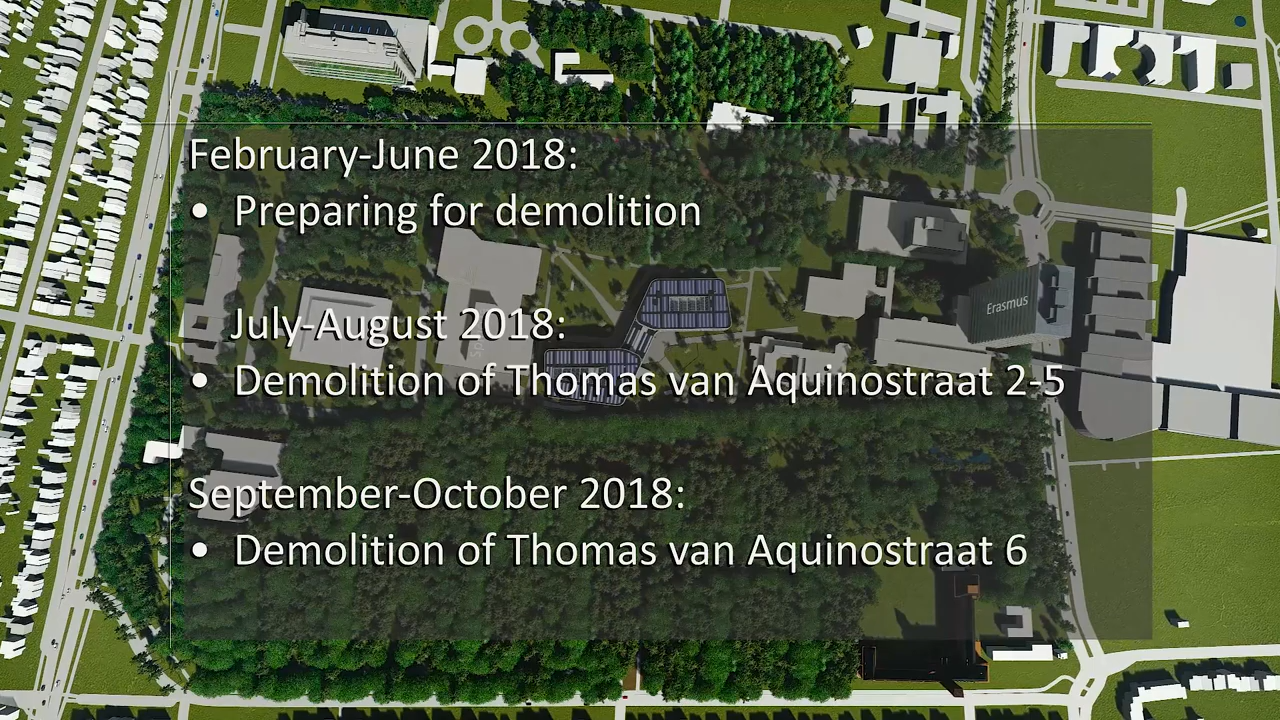 February-June 2018:
• Preparing for demolition
July-August 2018:
• Demolition of Thomas van Aquinostraat 2-5
September-October 2018:
• Demolition of Thomas van Aquinostraat 6
Erasmus